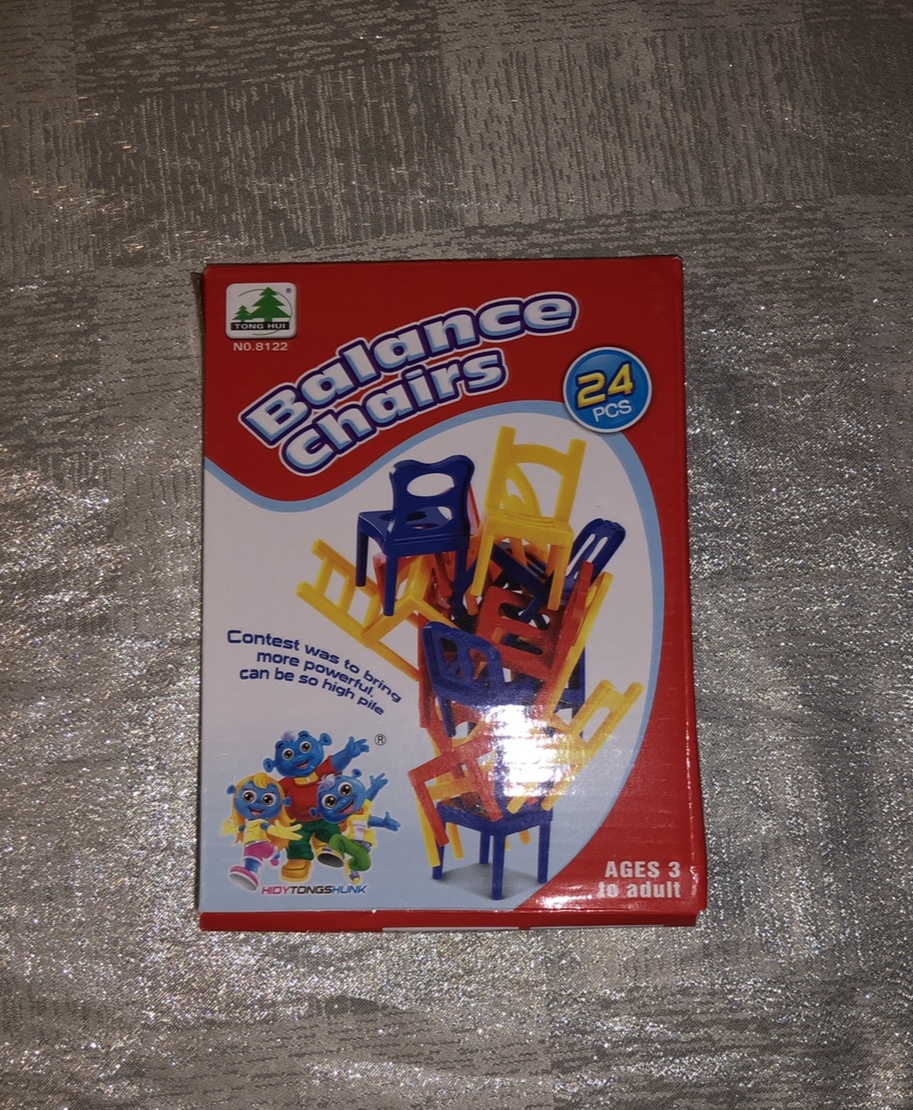 TONG HUI
®
NO.8122
Balance
Chairs
24
PCS
Contest was to bring
more powerful,
can be so high pile
®
HIDYTONGSHUNK
AGES 3
to adult